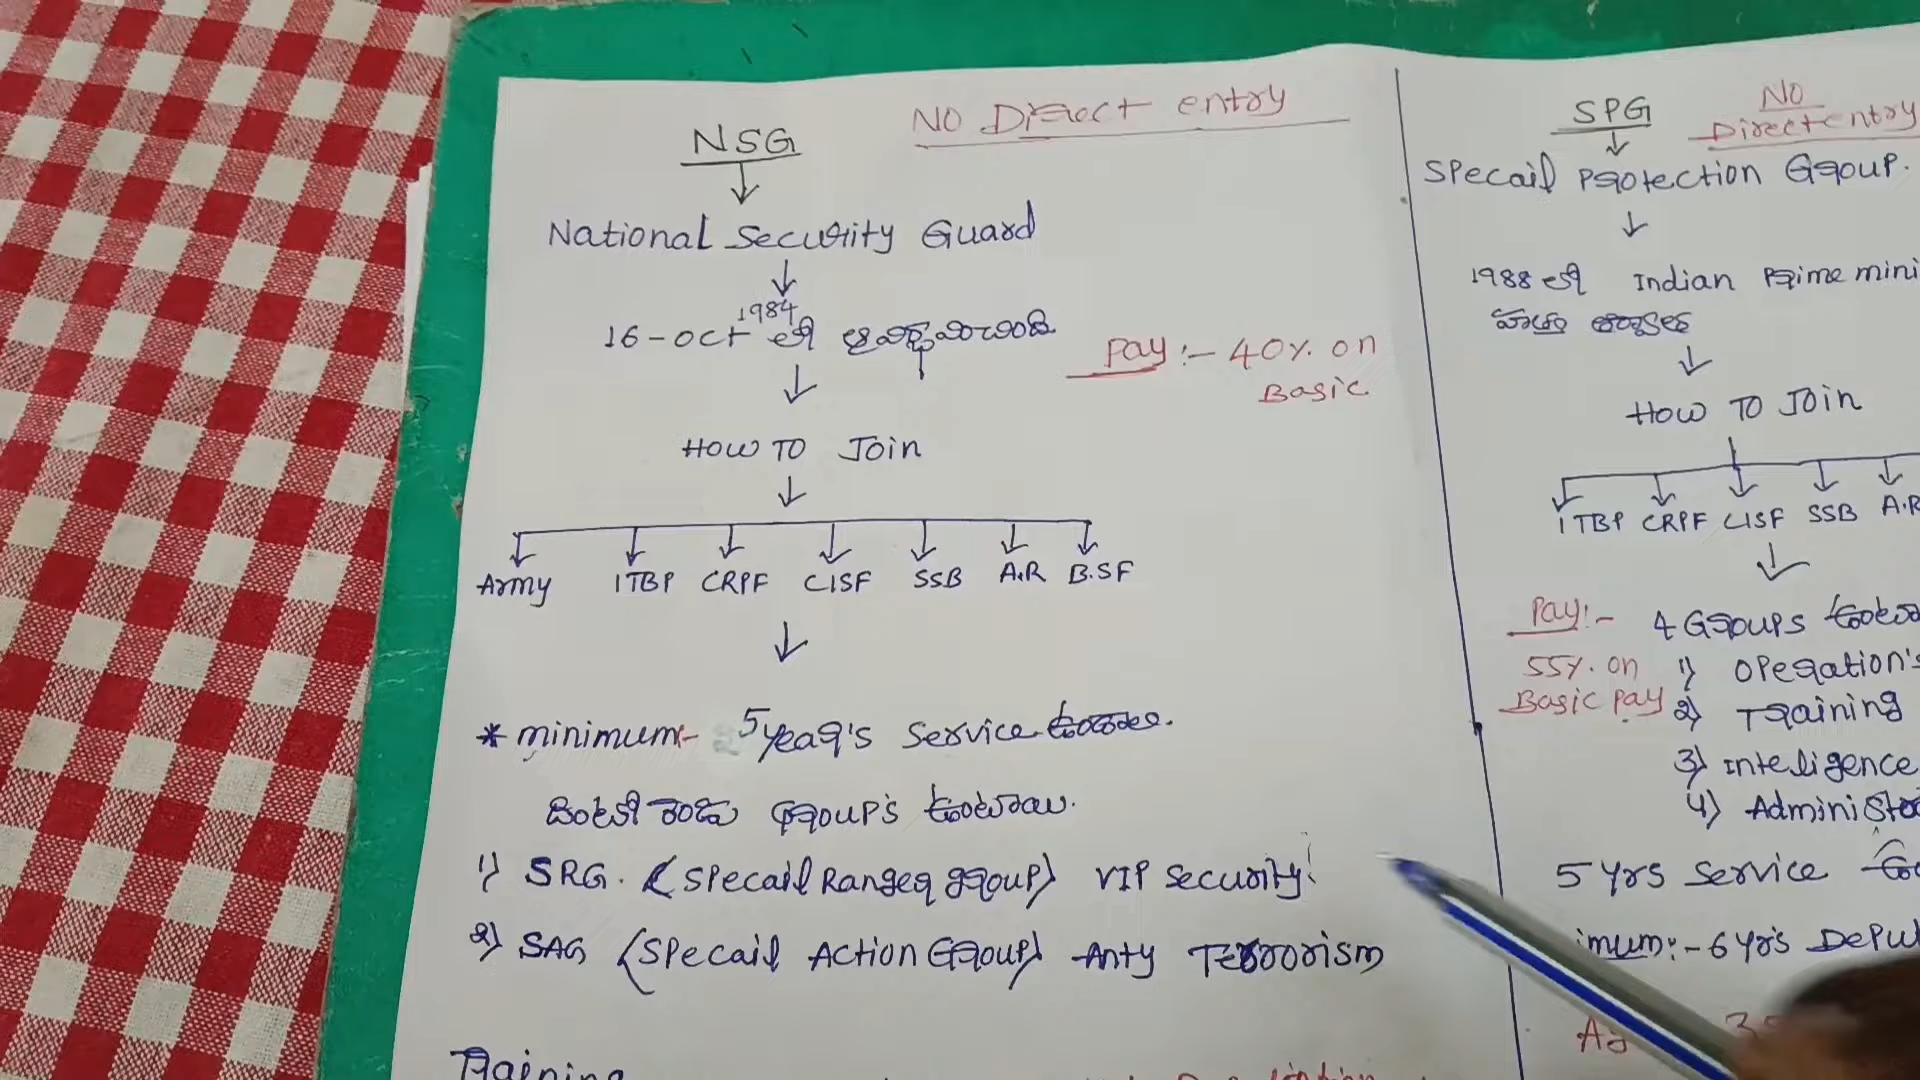 NSG
NO Direct entry
National Security Guard
1984
16-oct లో
Pay:- 40%. on
Basic
HOW TO Join
Army ITBP CRPF CISF SSB A.R B.SF
* minimum:- 5 year's Service ఉండాలి.
ఇంటిలో రెండు Group's ఉంటాయి.
1) SRG. (SPecail Ranger group) VIP Security
2) SAG (SPecail Action Group) Anty Terrorism
Training
SPG
NO
Direct entry
SPecail Protection Group.
1988 లో Indian Prime mini
HOW TO Join
ITBP CRPF CISF SSB A.R
Pay:-
55%. on
Basic pay
4 Groups
1) Operation's
2) Training
3) Inteligence
4) Administra
5 Yrs Service
imum:- 6 yr's DePu